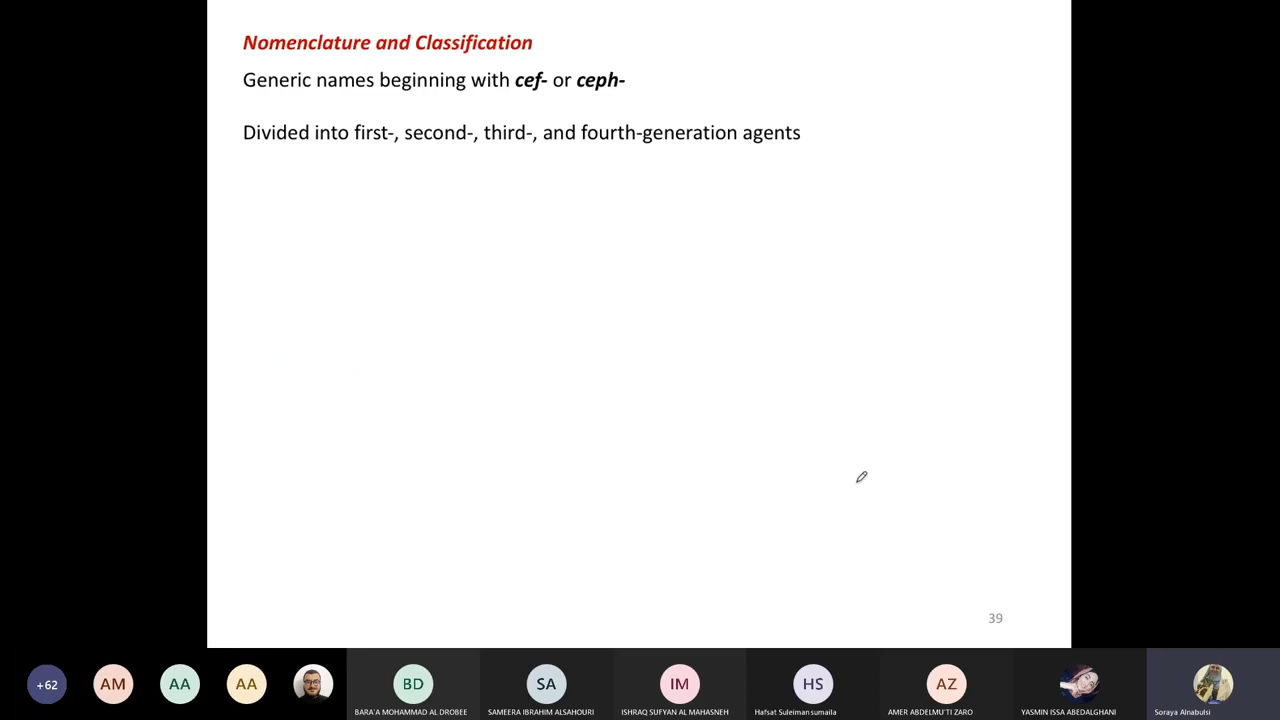 Nomenclature and Classification
Generic names beginning with cef- or ceph-
Divided into first-, second-, third-, and fourth-generation agents
39
+62
AM
AA
AA
BD
SA
IM
HS
AZ
BARA'A MOHAMMAD AL DROBEE
SAMEERA IBRAHIM ALSAHOURI
ISHRAQ SUFYAN AL MAHASNEH
Hafsat Suleiman sumaila
AMER ABDELMU'TI ZARO
YASMIN ISSA ABEDALGHANI
Soraya Alnabulsi